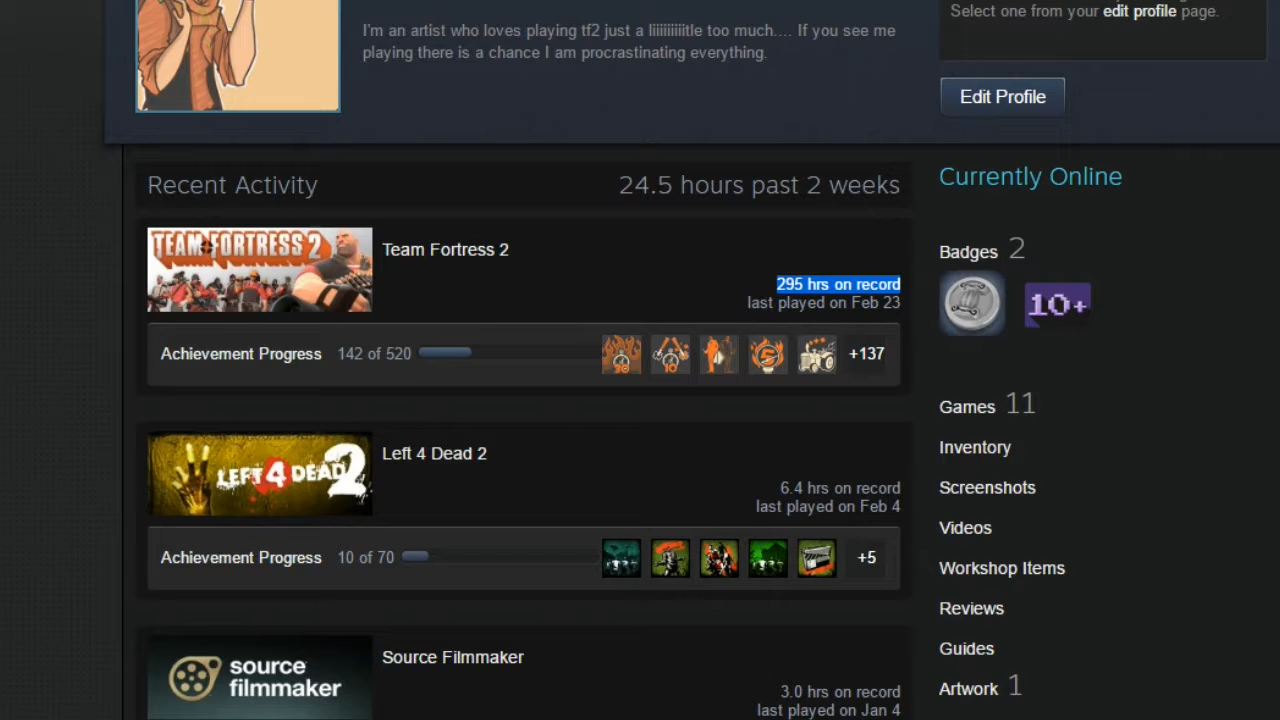 Select one from your edit profile page.
I'm an artist who loves playing tf2 just a liiiiiiiiitle too much.... If you see me
playing there is a chance I am procrastinating everything.
Edit Profile
Recent Activity
24.5 hours past 2 weeks
Currently Online
TEAM FORTRESS 2
Team Fortress 2
295 hrs on record
last played on Feb 23
Badges 2
10+
Achievement Progress 142 of 520
+137
Games 11
Inventory
LEFT 4 DEAD 2
Left 4 Dead 2
6.4 hrs on record
last played on Feb 4
Screenshots
Videos
Achievement Progress 10 of 70
+5
Workshop Items
Reviews
Guides
source
filmmaker
Source Filmmaker
3.0 hrs on record
last played on Jan 4
Artwork 1